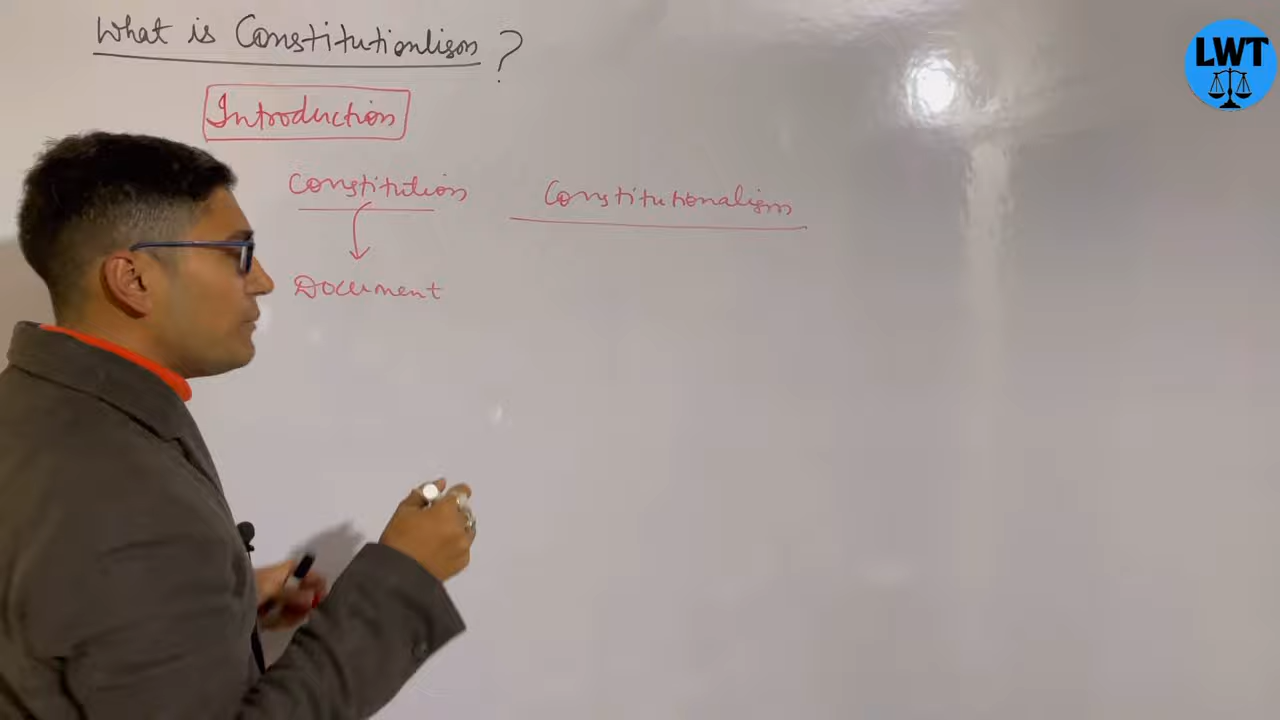 What is Constitutionlism ?
LWT
Introduction
Constitution Constitutionalism
Document